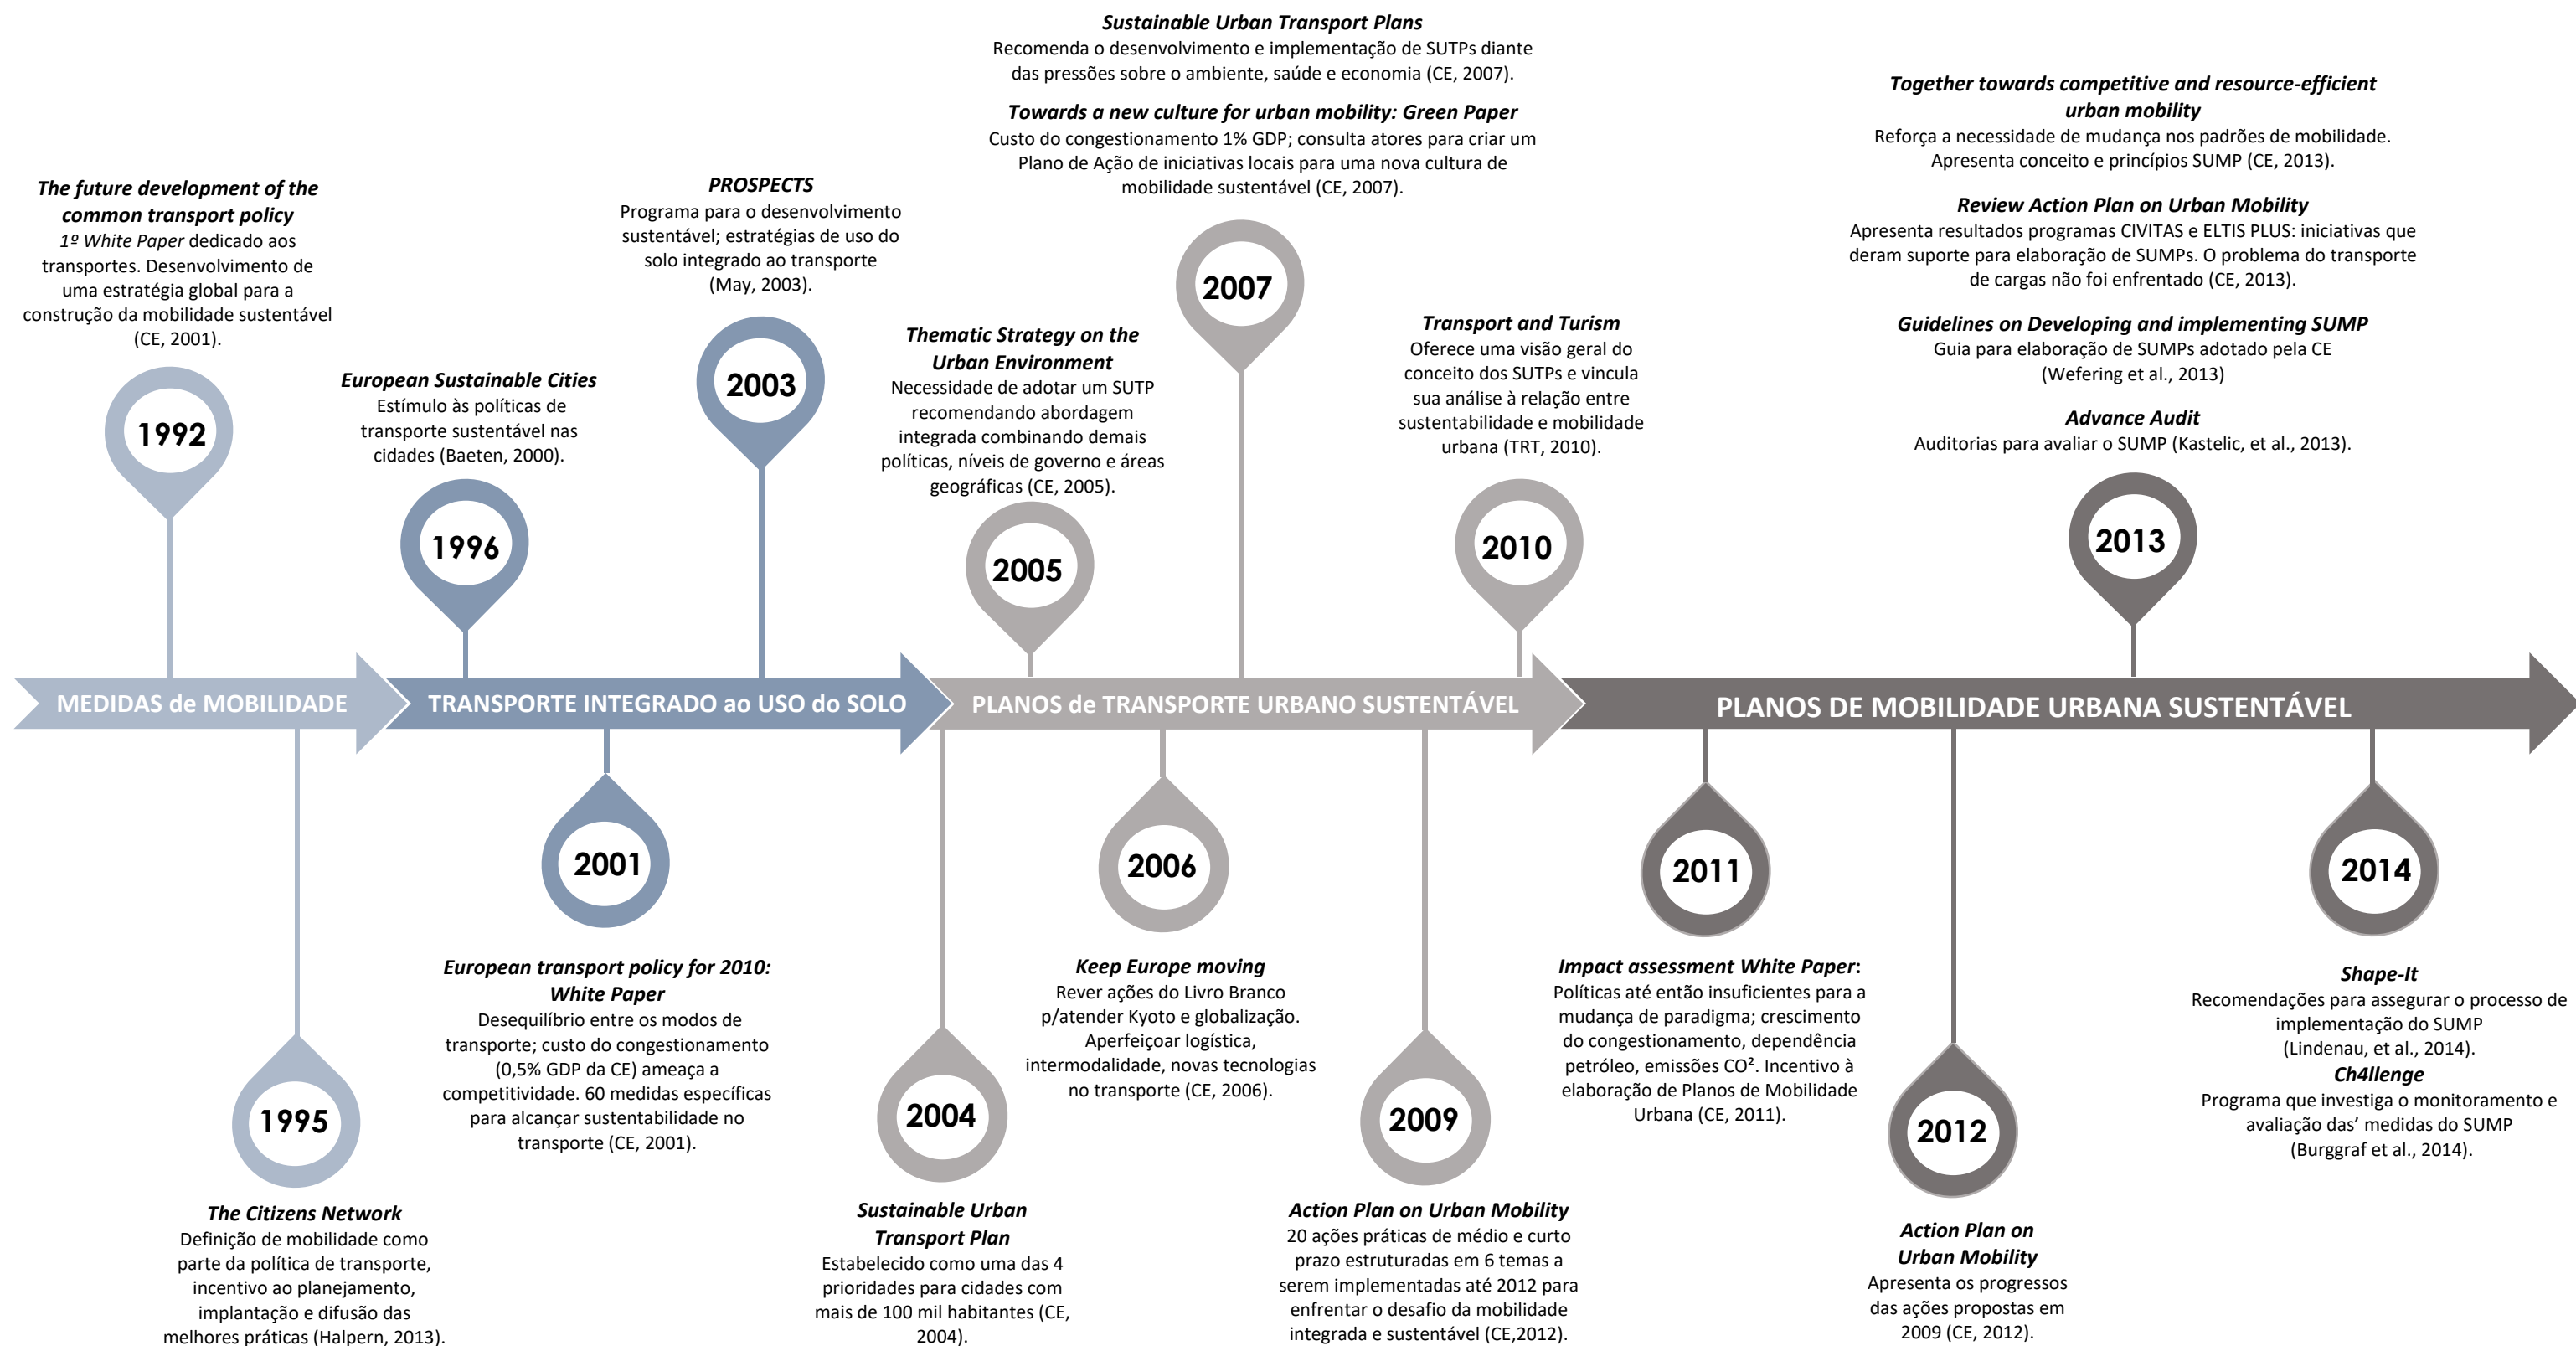 The future development of the
common transport policy
1º White Paper dedicado aos
transportes. Desenvolvimento de
uma estratégia global para a
construção da mobilidade sustentável
(CE, 2001).
1992
European Sustainable Cities
Estímulo às políticas de
transporte sustentável nas
cidades (Baeten, 2000).
1996
PROSPECTS
Programa para o desenvolvimento
sustentável; estratégias de uso do
solo integrado ao transporte
(May, 2003).
2003
Thematic Strategy on the
Urban Environment
Necessidade de adotar um SUTP
recomendando abordagem
integrada combinando demais
políticas, níveis de governo e áreas
geográficas (CE, 2005).
2005
Sustainable Urban Transport Plans
Recomenda o desenvolvimento e implementação de SUTPs diante
das pressões sobre o ambiente, saúde e economia (CE, 2007).
Towards a new culture for urban mobility: Green Paper
Custo do congestionamento 1% GDP; consulta atores para criar um
Plano de Ação de iniciativas locais para uma nova cultura de
mobilidade sustentável (CE, 2007).
2007
Transport and Turism
Oferece uma visão geral do
conceito dos SUTPs e vincula
sua análise à relação entre
sustentabilidade e mobilidade
urbana (TRT, 2010).
2010
Together towards competitive and resource-efficient
urban mobility
Reforça a necessidade de mudança nos padrões de mobilidade.
Apresenta conceito e princípios SUMP (CE, 2013).
Review Action Plan on Urban Mobility
Apresenta resultados programas CIVITAS e ELTIS PLUS: iniciativas que
deram suporte para elaboração de SUMPs. O problema do transporte
de cargas não foi enfrentado (CE, 2013).
Guidelines on Developing and implementing SUMP
Guia para elaboração de SUMPs adotado pela CE
(Wefering et al., 2013)
Advance Audit
Auditorias para avaliar o SUMP (Kastelic, et al., 2013).
2013
MEDIDAS de MOBILIDADE
TRANSPORTE INTEGRADO ao USO do SOLO
PLANOS de TRANSPORTE URBANO SUSTENTÁVEL
PLANOS DE MOBILIDADE URBANA SUSTENTÁVEL
1995
The Citizens Network
Definição de mobilidade como
parte da política de transporte,
incentivo ao planejamento,
implantação e difusão das
melhores práticas (Halpern, 2013).
2001
European transport policy for 2010:
White Paper
Desequilíbrio entre os modos de
transporte; custo do congestionamento
(0,5% GDP da CE) ameaça a
competitividade. 60 medidas específicas
para alcançar sustentabilidade no
transporte (CE, 2001).
2004
Sustainable Urban
Transport Plan
Estabelecido como uma das 4
prioridades para cidades com
mais de 100 mil habitantes (CE,
2004).
2006
Keep Europe moving
Rever ações do Livro Branco
p/atender Kyoto e globalização.
Aperfeiçoar logística,
intermodalidade, novas tecnologias
no transporte (CE, 2006).
2009
Action Plan on Urban Mobility
20 ações práticas de médio e curto
prazo estruturadas em 6 temas a
serem implementadas até 2012 para
enfrentar o desafio da mobilidade
integrada e sustentável (CE,2012).
2011
Impact assessment White Paper:
Políticas até então insuficientes para a
mudança de paradigma; crescimento
do congestionamento, dependência
petróleo, emissões CO². Incentivo à
elaboração de Planos de Mobilidade
Urbana (CE, 2011).
2012
Action Plan on
Urban Mobility
Apresenta os progressos
das ações propostas em
2009 (CE, 2012).
2014
Shape-It
Recomendações para assegurar o processo de
implementação do SUMP
(Lindenau, et al., 2014).
Ch4llenge
Programa que investiga o monitoramento e
avaliação das’ medidas do SUMP
(Burggraf et al., 2014).